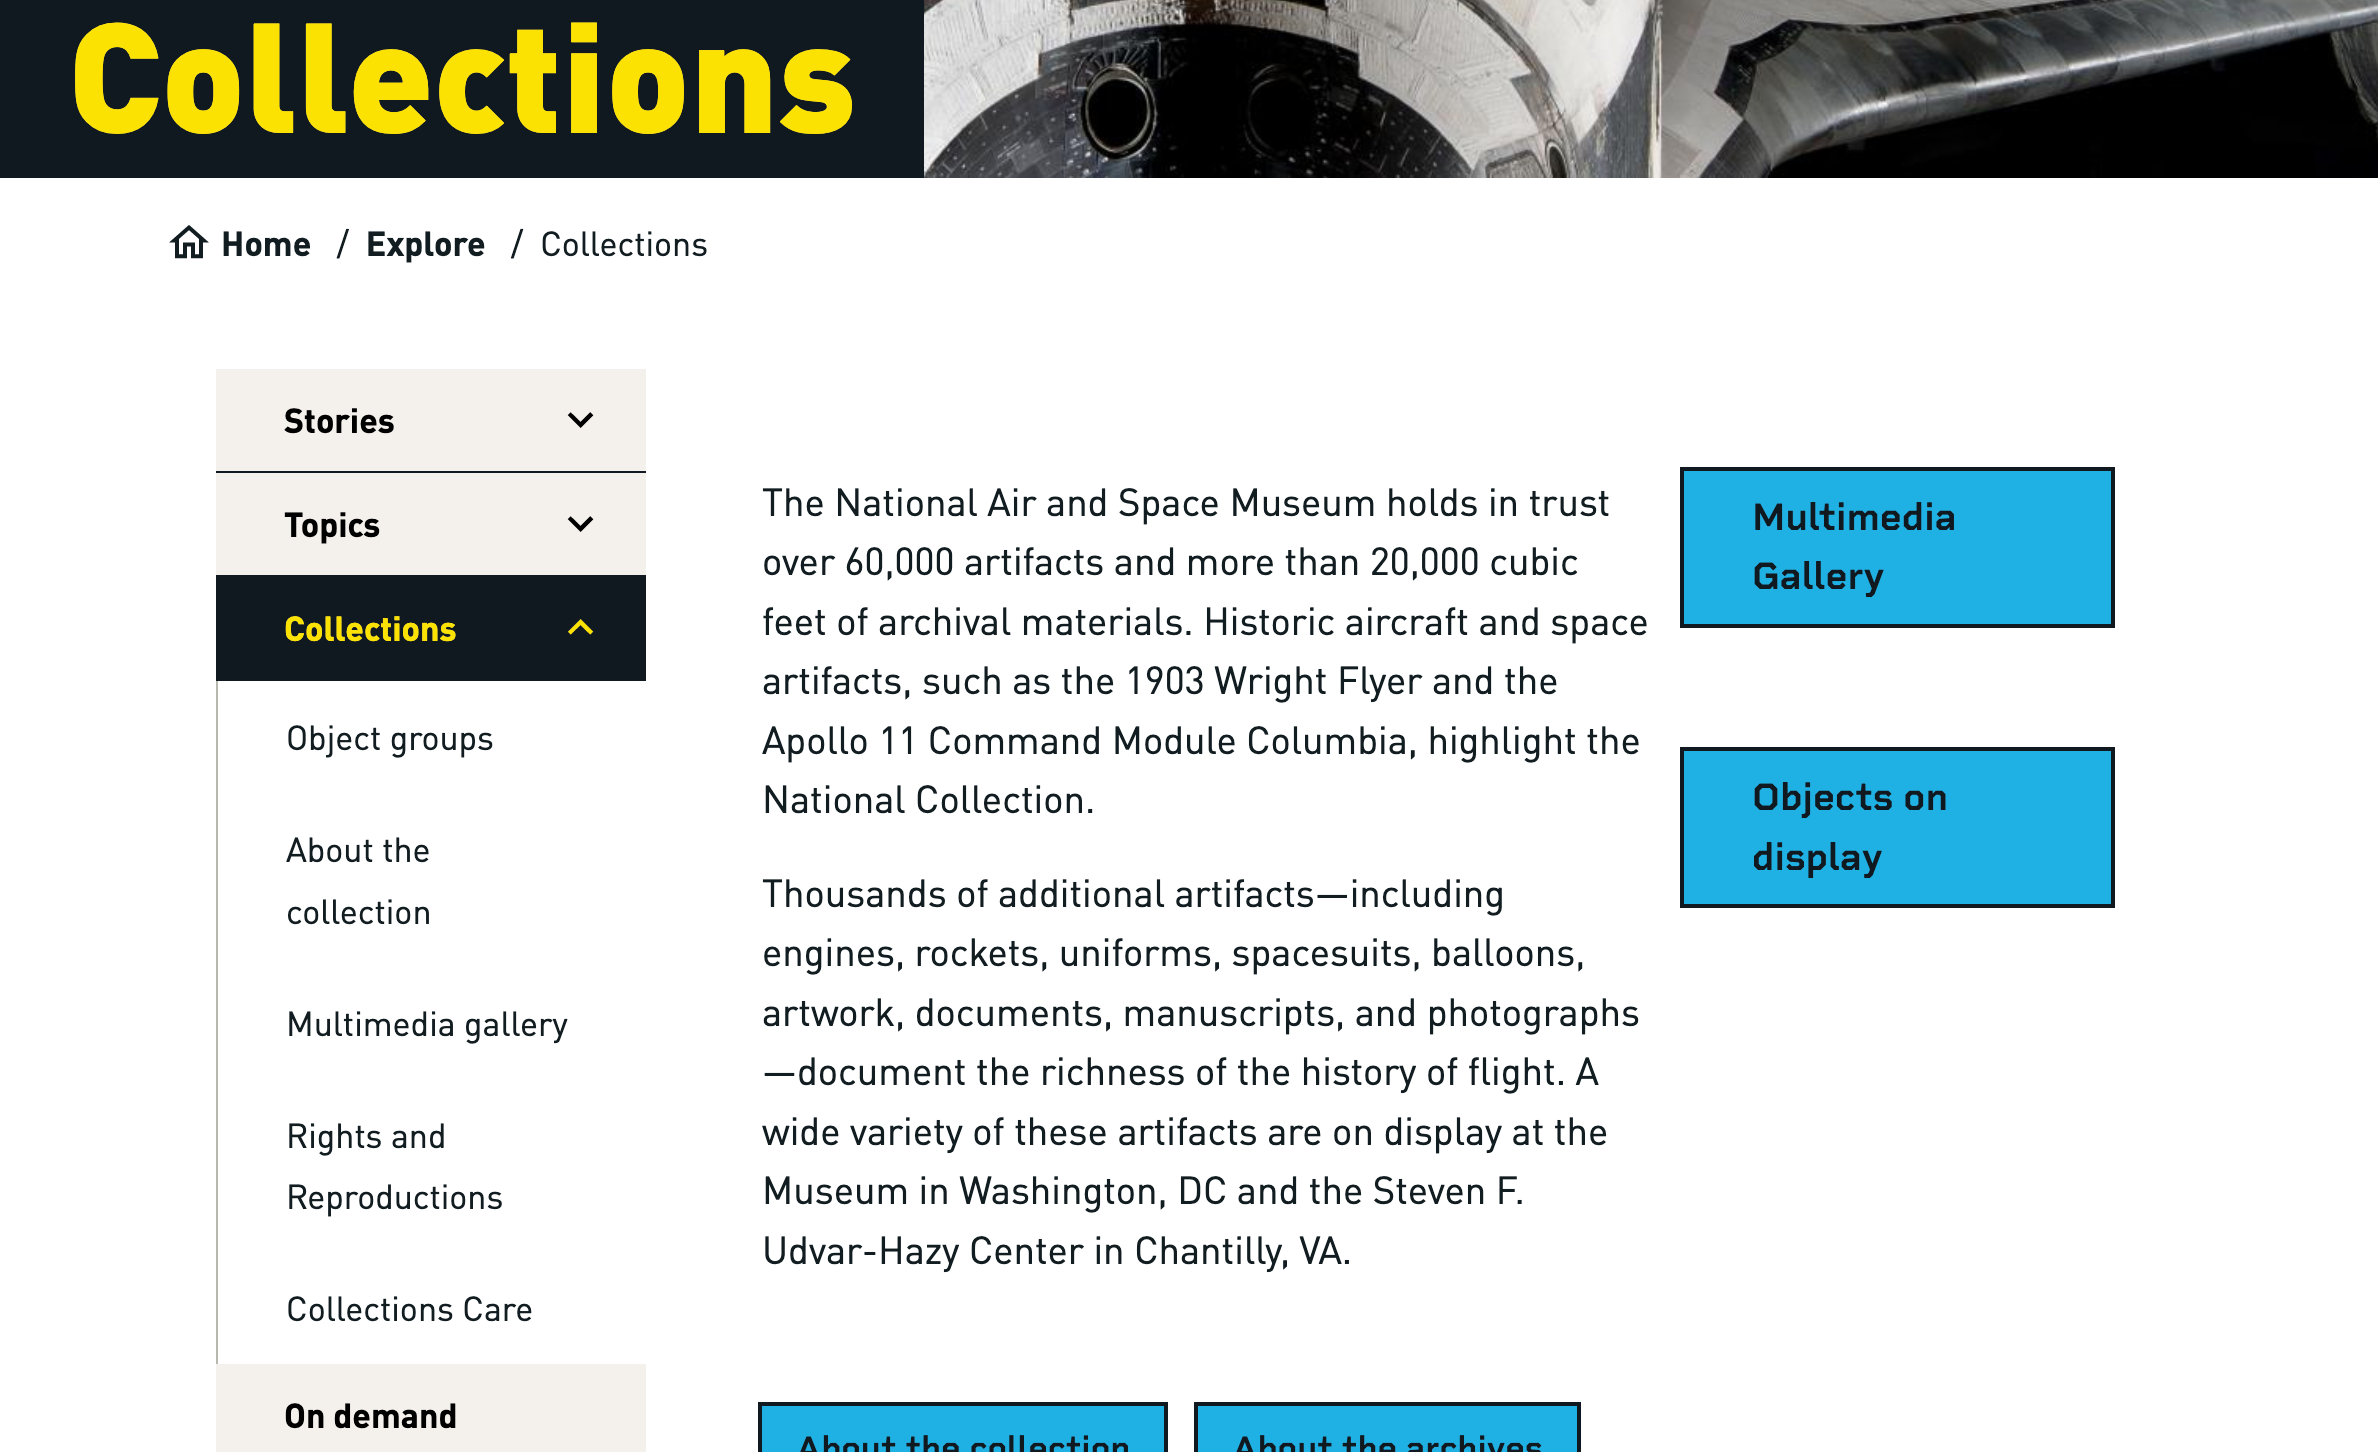 Collections
Home / Explore / Collections
Stories
Topics
Collections
Object groups
About the
collection
Multimedia gallery
Rights and
Reproductions
Collections Care
On demand
The National Air and Space Museum holds in trust
over 60,000 artifacts and more than 20,000 cubic
feet of archival materials. Historic aircraft and space
artifacts, such as the 1903 Wright Flyer and the
Apollo 11 Command Module Columbia, highlight the
National Collection.
Thousands of additional artifacts—including
engines, rockets, uniforms, spacesuits, balloons,
artwork, documents, manuscripts, and photographs
—document the richness of the history of flight. A
wide variety of these artifacts are on display at the
Museum in Washington, DC and the Steven F.
Udvar-Hazy Center in Chantilly, VA.
Multimedia
Gallery
Objects on
display
About the collection
About the archives